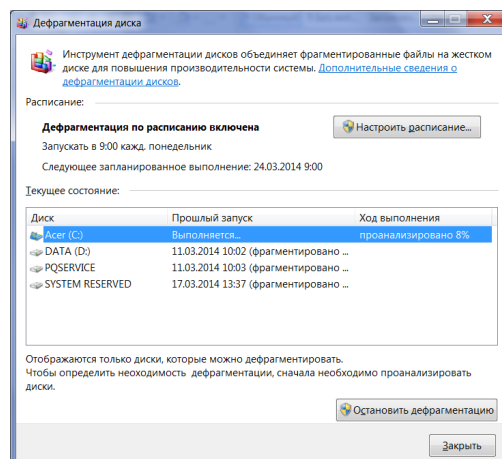 Дефрагментация диска
Инструмент дефрагментации дисков объединяет фрагментированные файлы на жестком
диске для повышения производительности системы. Дополнительные сведения о
дефрагментации дисков.
Расписание:
Дефрагментация по расписанию включена
Настроить расписание...
Запускать в 9:00 кажд. понедельник
Следующее запланированное выполнение: 24.03.2014 9:00
Текущее состояние:
Диск Прошлый запуск Ход выполнения
Acer (C:) Выполняется... проанализировано 8%
DATA (D:) 11.03.2014 10:02 (фрагментировано ...
PQSERVICE 11.03.2014 10:03 (фрагментировано ...
SYSTEM RESERVED 17.03.2014 13:37 (фрагментировано ...
Отображаются только диски, которые можно дефрагментировать.
Чтобы определить неоходимость дефрагментации, сначала необходимо проанализировать
диски.
Остановить дефрагментацию
Закрыть